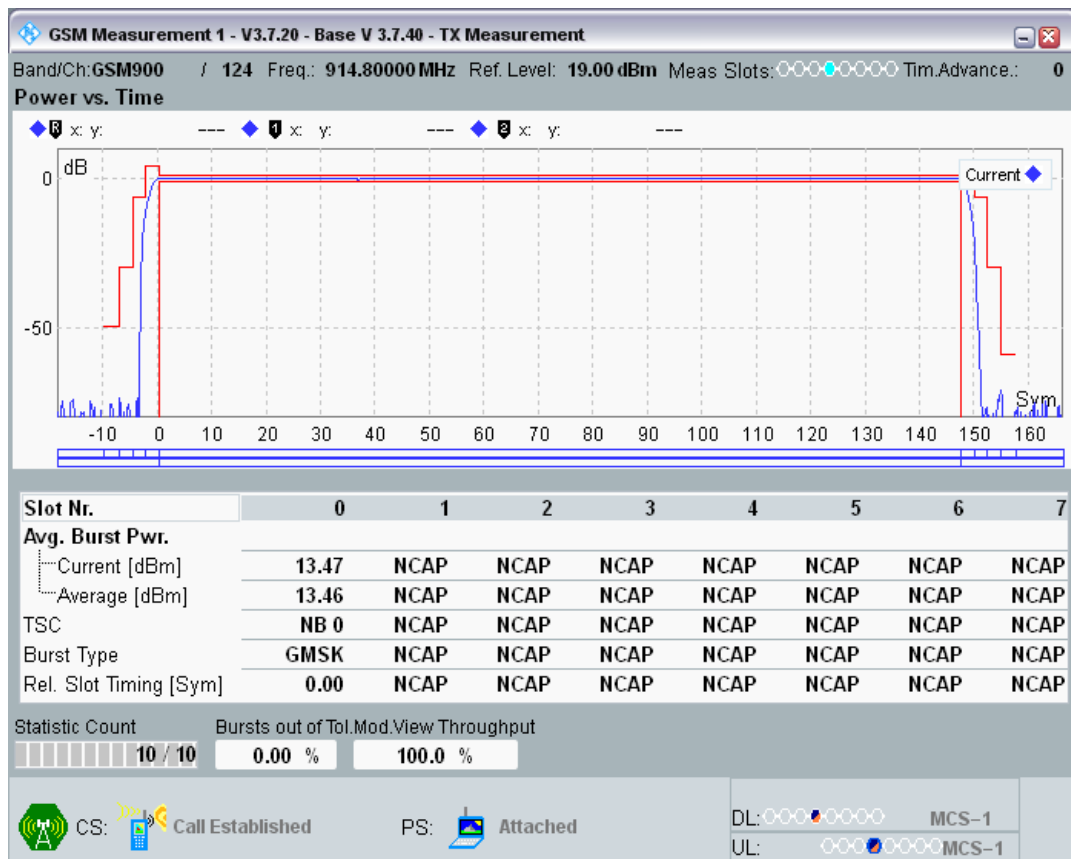 GSM Measurement 1 - V3.7.20 - Base V 3.7.40 - TX Measurement
Band/Ch:GSM900 / 124 Freq.: 914.80000 MHz Ref. Level: 19.00 dBm Meas Slots: Tim.Advance.: 0
Power vs. Time
R x: y: --- 1 x: y: --- 2 x: y: ---
dB
Current
0
-50
Sym
-10 0 10 20 30 40 50 60 70 80 90 100 110 120 130 140 150 160
Slot Nr. 0 1 2 3 4 5 6 7
Avg. Burst Pwr.
Current [dBm] 13.47 NCAP NCAP NCAP NCAP NCAP NCAP NCAP
Average [dBm] 13.46 NCAP NCAP NCAP NCAP NCAP NCAP NCAP
TSC NB 0 NCAP NCAP NCAP NCAP NCAP NCAP NCAP
Burst Type GMSK NCAP NCAP NCAP NCAP NCAP NCAP NCAP
Rel. Slot Timing [Sym] 0.00 NCAP NCAP NCAP NCAP NCAP NCAP NCAP
Statistic Count Bursts out of Tol.Mod.View Throughput
10 / 10 0.00 % 100.0 %
CS: Call Established PS: Attached
DL: MCS-1
UL: MCS-1